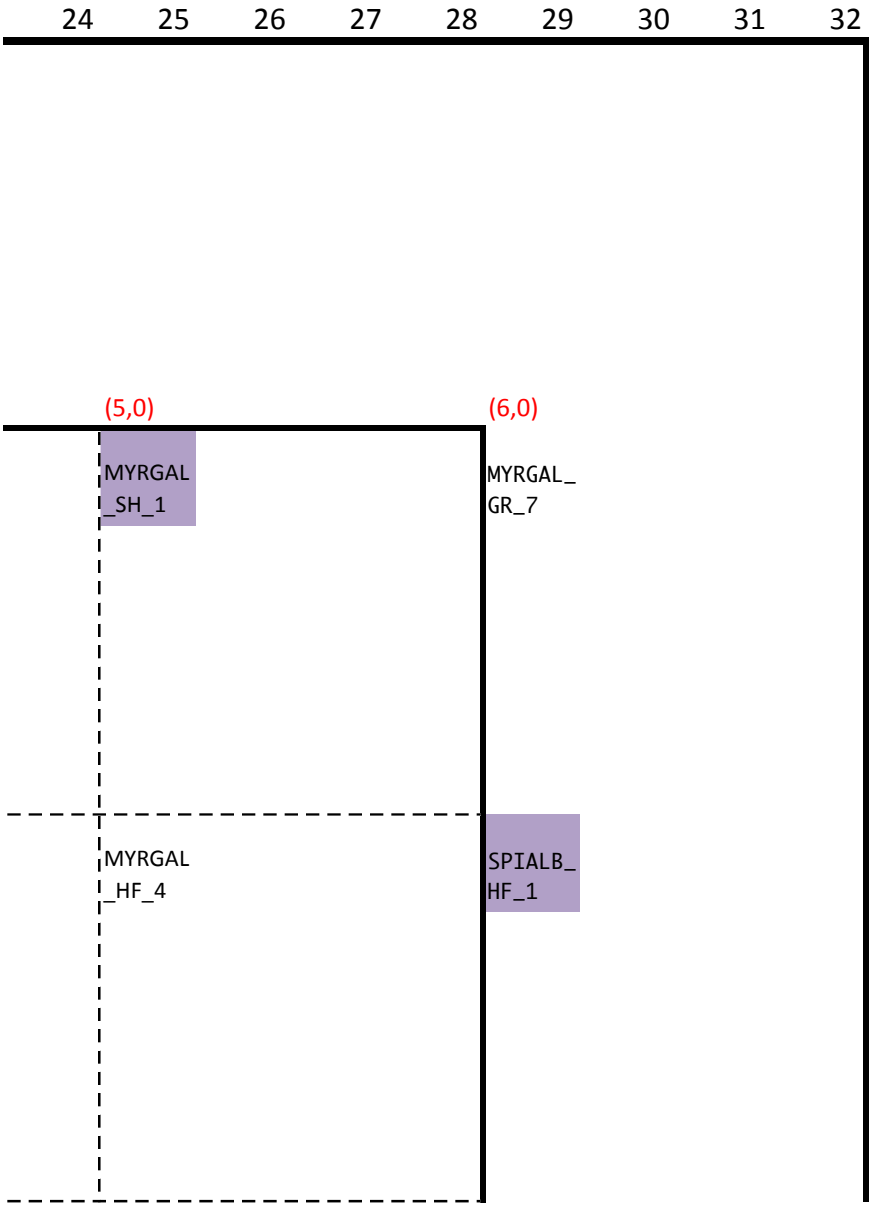 24 25 26 27 28 29 30 31 32
(5,0) (6,0)
MYRGAL MYRGAL_
_SH_1 GR_7
MYRGAL SPIALB_
_HF_4 HF_1